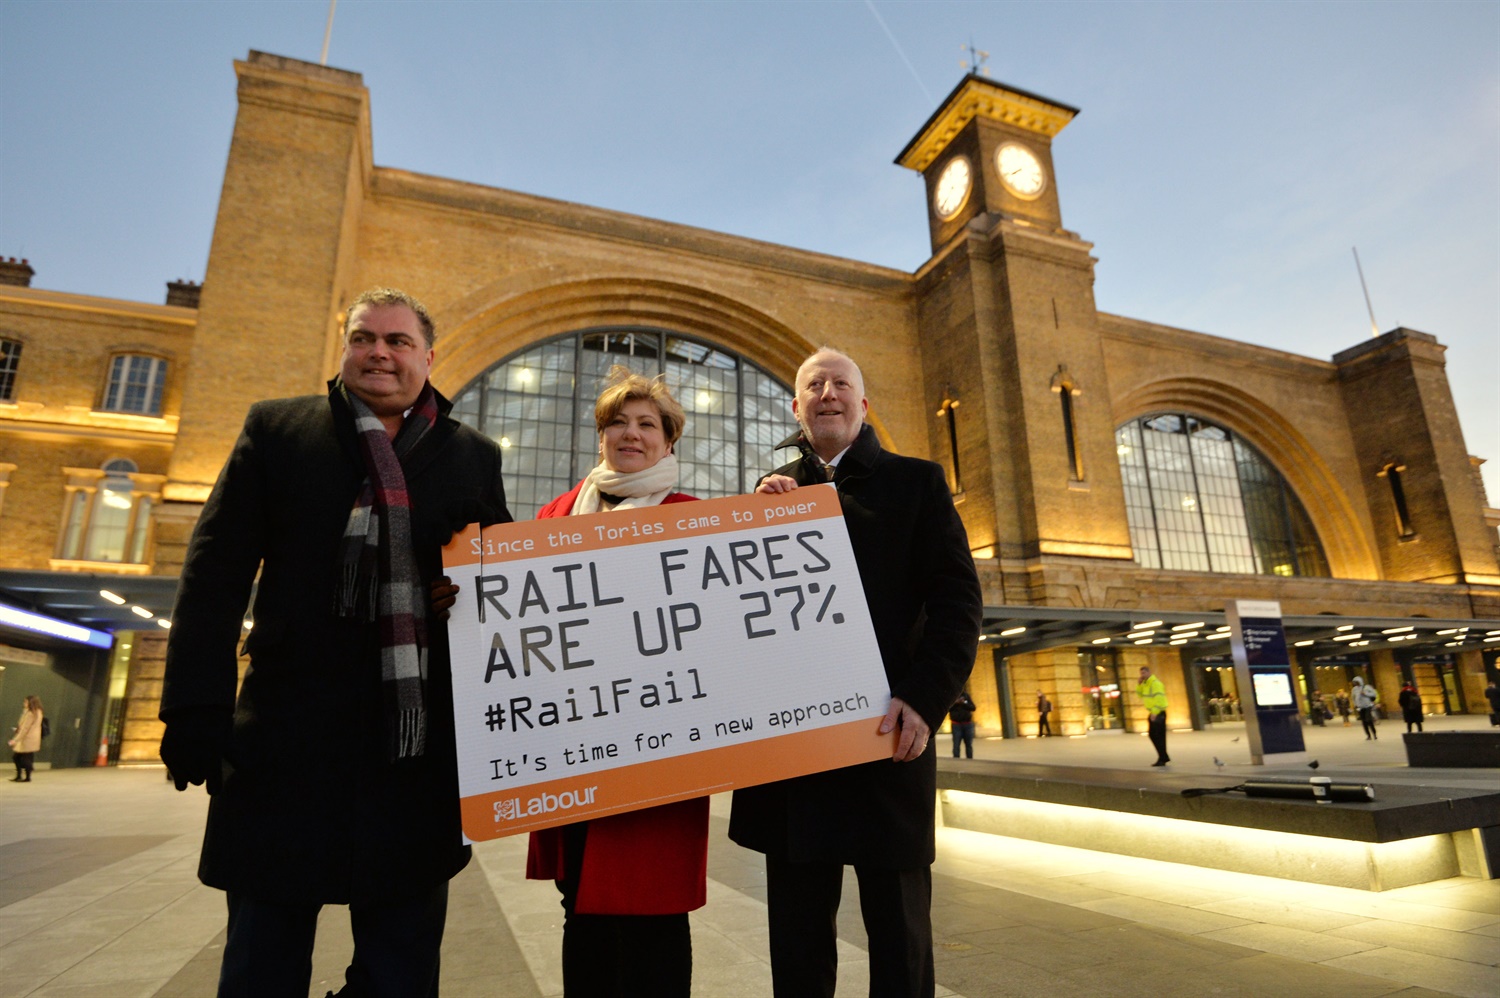 Since the Tories came to power
RAIL FARES
ARE UP 27%
#RailFail
It's time for a new approach
Labour